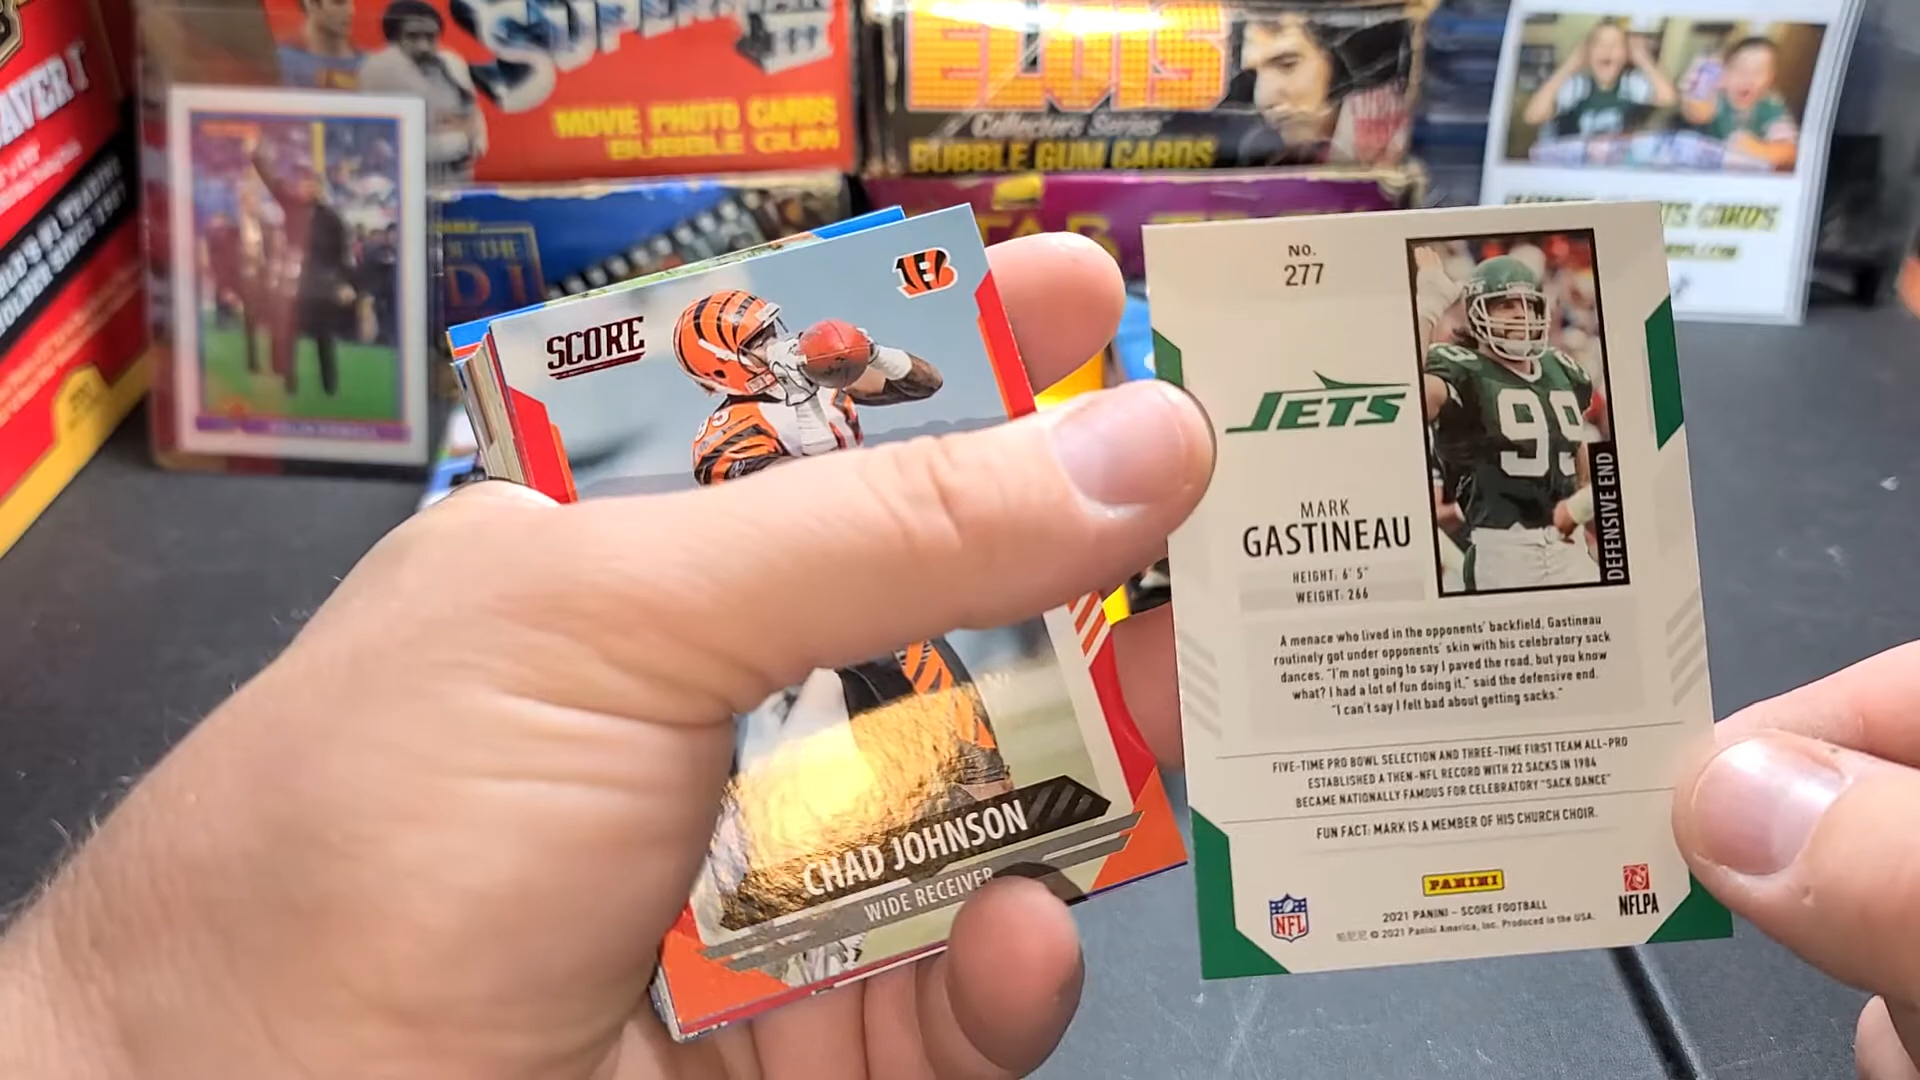 SUPERMAN
III
MOVIE PHOTO CARDS
BUBBLE GUM
ELVIS
Collectors Series
BUBBLE GUM CARDS
SCORE
B
CHAD JOHNSON
WIDE RECEIVER
NO.
277
JETS
MARK
GASTINEAU
HEIGHT: 6' 5"
WEIGHT: 266
99
DEFENSIVE END
A menace who lived in the opponents' backfield, Gastineau
routinely got under opponents' skin with his celebratory sack
dances. "I'm not going to say I paved the road, but you know
what? I had a lot of fun doing it," said the defensive end.
"I can't say I felt bad about getting sacks."
FIVE-TIME PRO BOWL SELECTION AND THREE-TIME FIRST TEAM ALL-PRO
ESTABLISHED A THEN-NFL RECORD WITH 22 SACKS IN 1984
BECAME NATIONALLY FAMOUS FOR CELEBRATORY "SACK DANCE"
FUN FACT: MARK IS A MEMBER OF HIS CHURCH CHOIR.
PANINI
NFL
2021 PANINI - SCORE FOOTBALL
© 2021 Panini America, Inc. Produced in the USA.
NFLPA